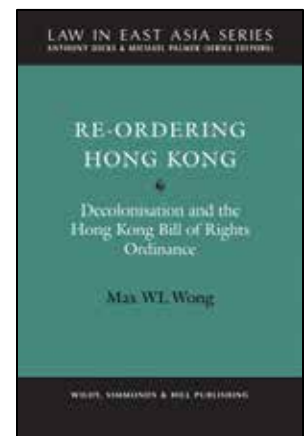 LAW IN EAST ASIA SERIES
ANTHONY DICKS & MICHAEL PALMER (SERIES EDITORS)
RE-ORDERING
HONG KONG
Decolonisation and the
Hong Kong Bill of Rights
Ordinance
Max WL Wong
WILDY, SIMMONDS & HILL PUBLISHING